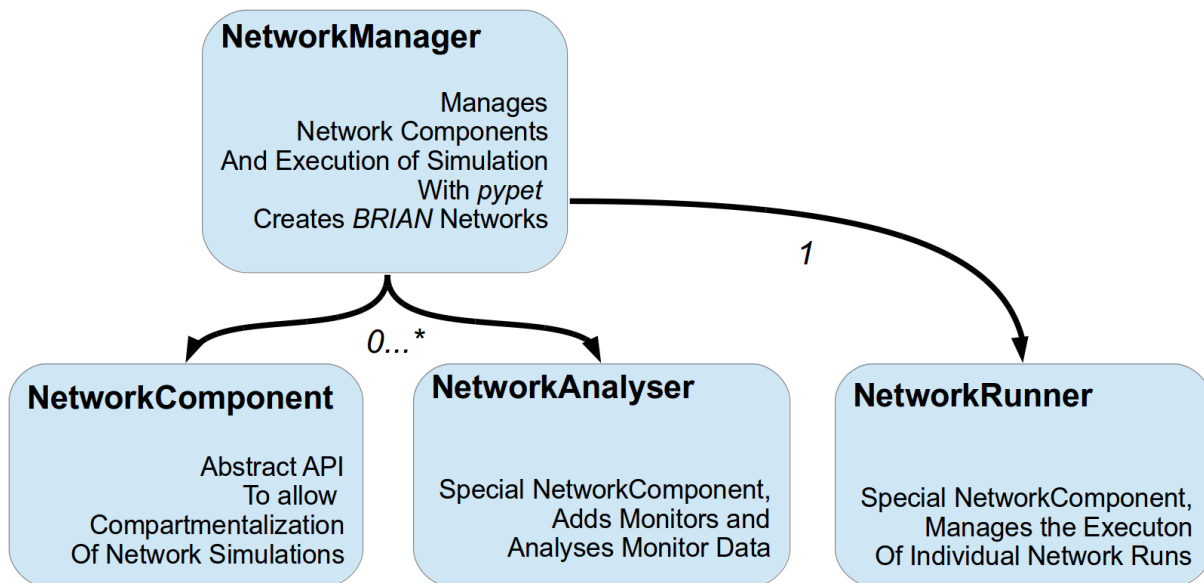 NetworkManager
Manages
Network Components
And Execution of Simulation
With pypet
Creates BRIAN Networks
1
0...*
NetworkComponent
Abstract API
To allow
Compartmentalization
Of Network Simulations
NetworkAnalyser
Special NetworkComponent,
Adds Monitors and
Analyses Monitor Data
NetworkRunner
Special NetworkComponent,
Manages the Executon
Of Individual Network Runs